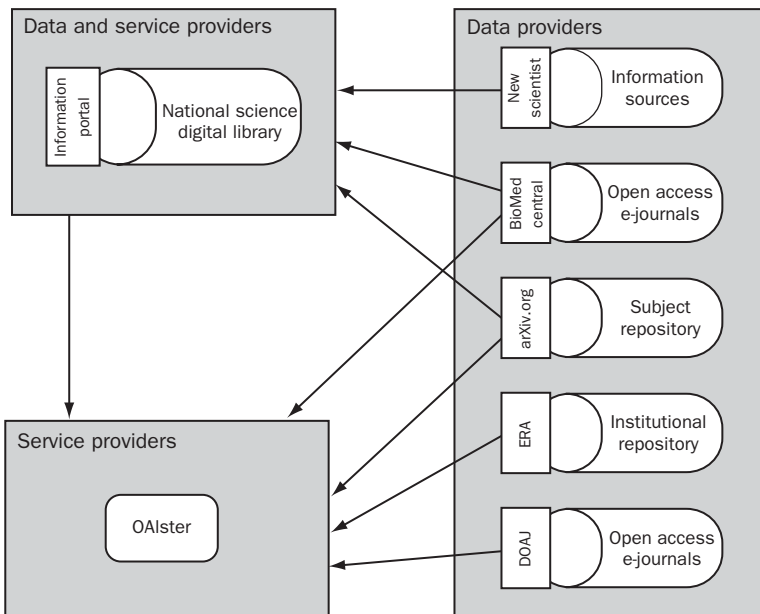 Data and service providers
Information
portal
National science
digital library
Data providers
New
scientist
Information
sources
BioMed
central
Open access
e-journals
arXiv.org
Subject
repository
ERA
Institutional
repository
DOAJ
Open access
e-journals
Service providers
OAIster